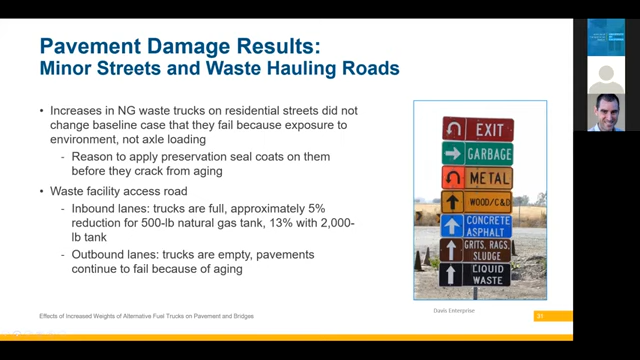 Pavement Damage Results:
Minor Streets and Waste Hauling Roads
• Increases in NG waste trucks on residential streets did not
change baseline case that they fail because exposure to
environment, not axle loading
- Reason to apply preservation seal coats on them
before they crack from aging
• Waste facility access road
- Inbound lanes: trucks are full, approximately 5%
reduction for 500-lb natural gas tank, 13% with 2,000-
lb tank
- Outbound lanes: trucks are empty, pavements
continue to fail because of aging
EXIT
GARBAGE
METAL
WOOD/C&D
CONCRETE
ASPHALT
GRITS, RAGS,
SLUDGE
LIQUID
WASTE
Davis Enterprise
Effects of Increased Weights of Alternative Fuel Trucks on Pavement and Bridges